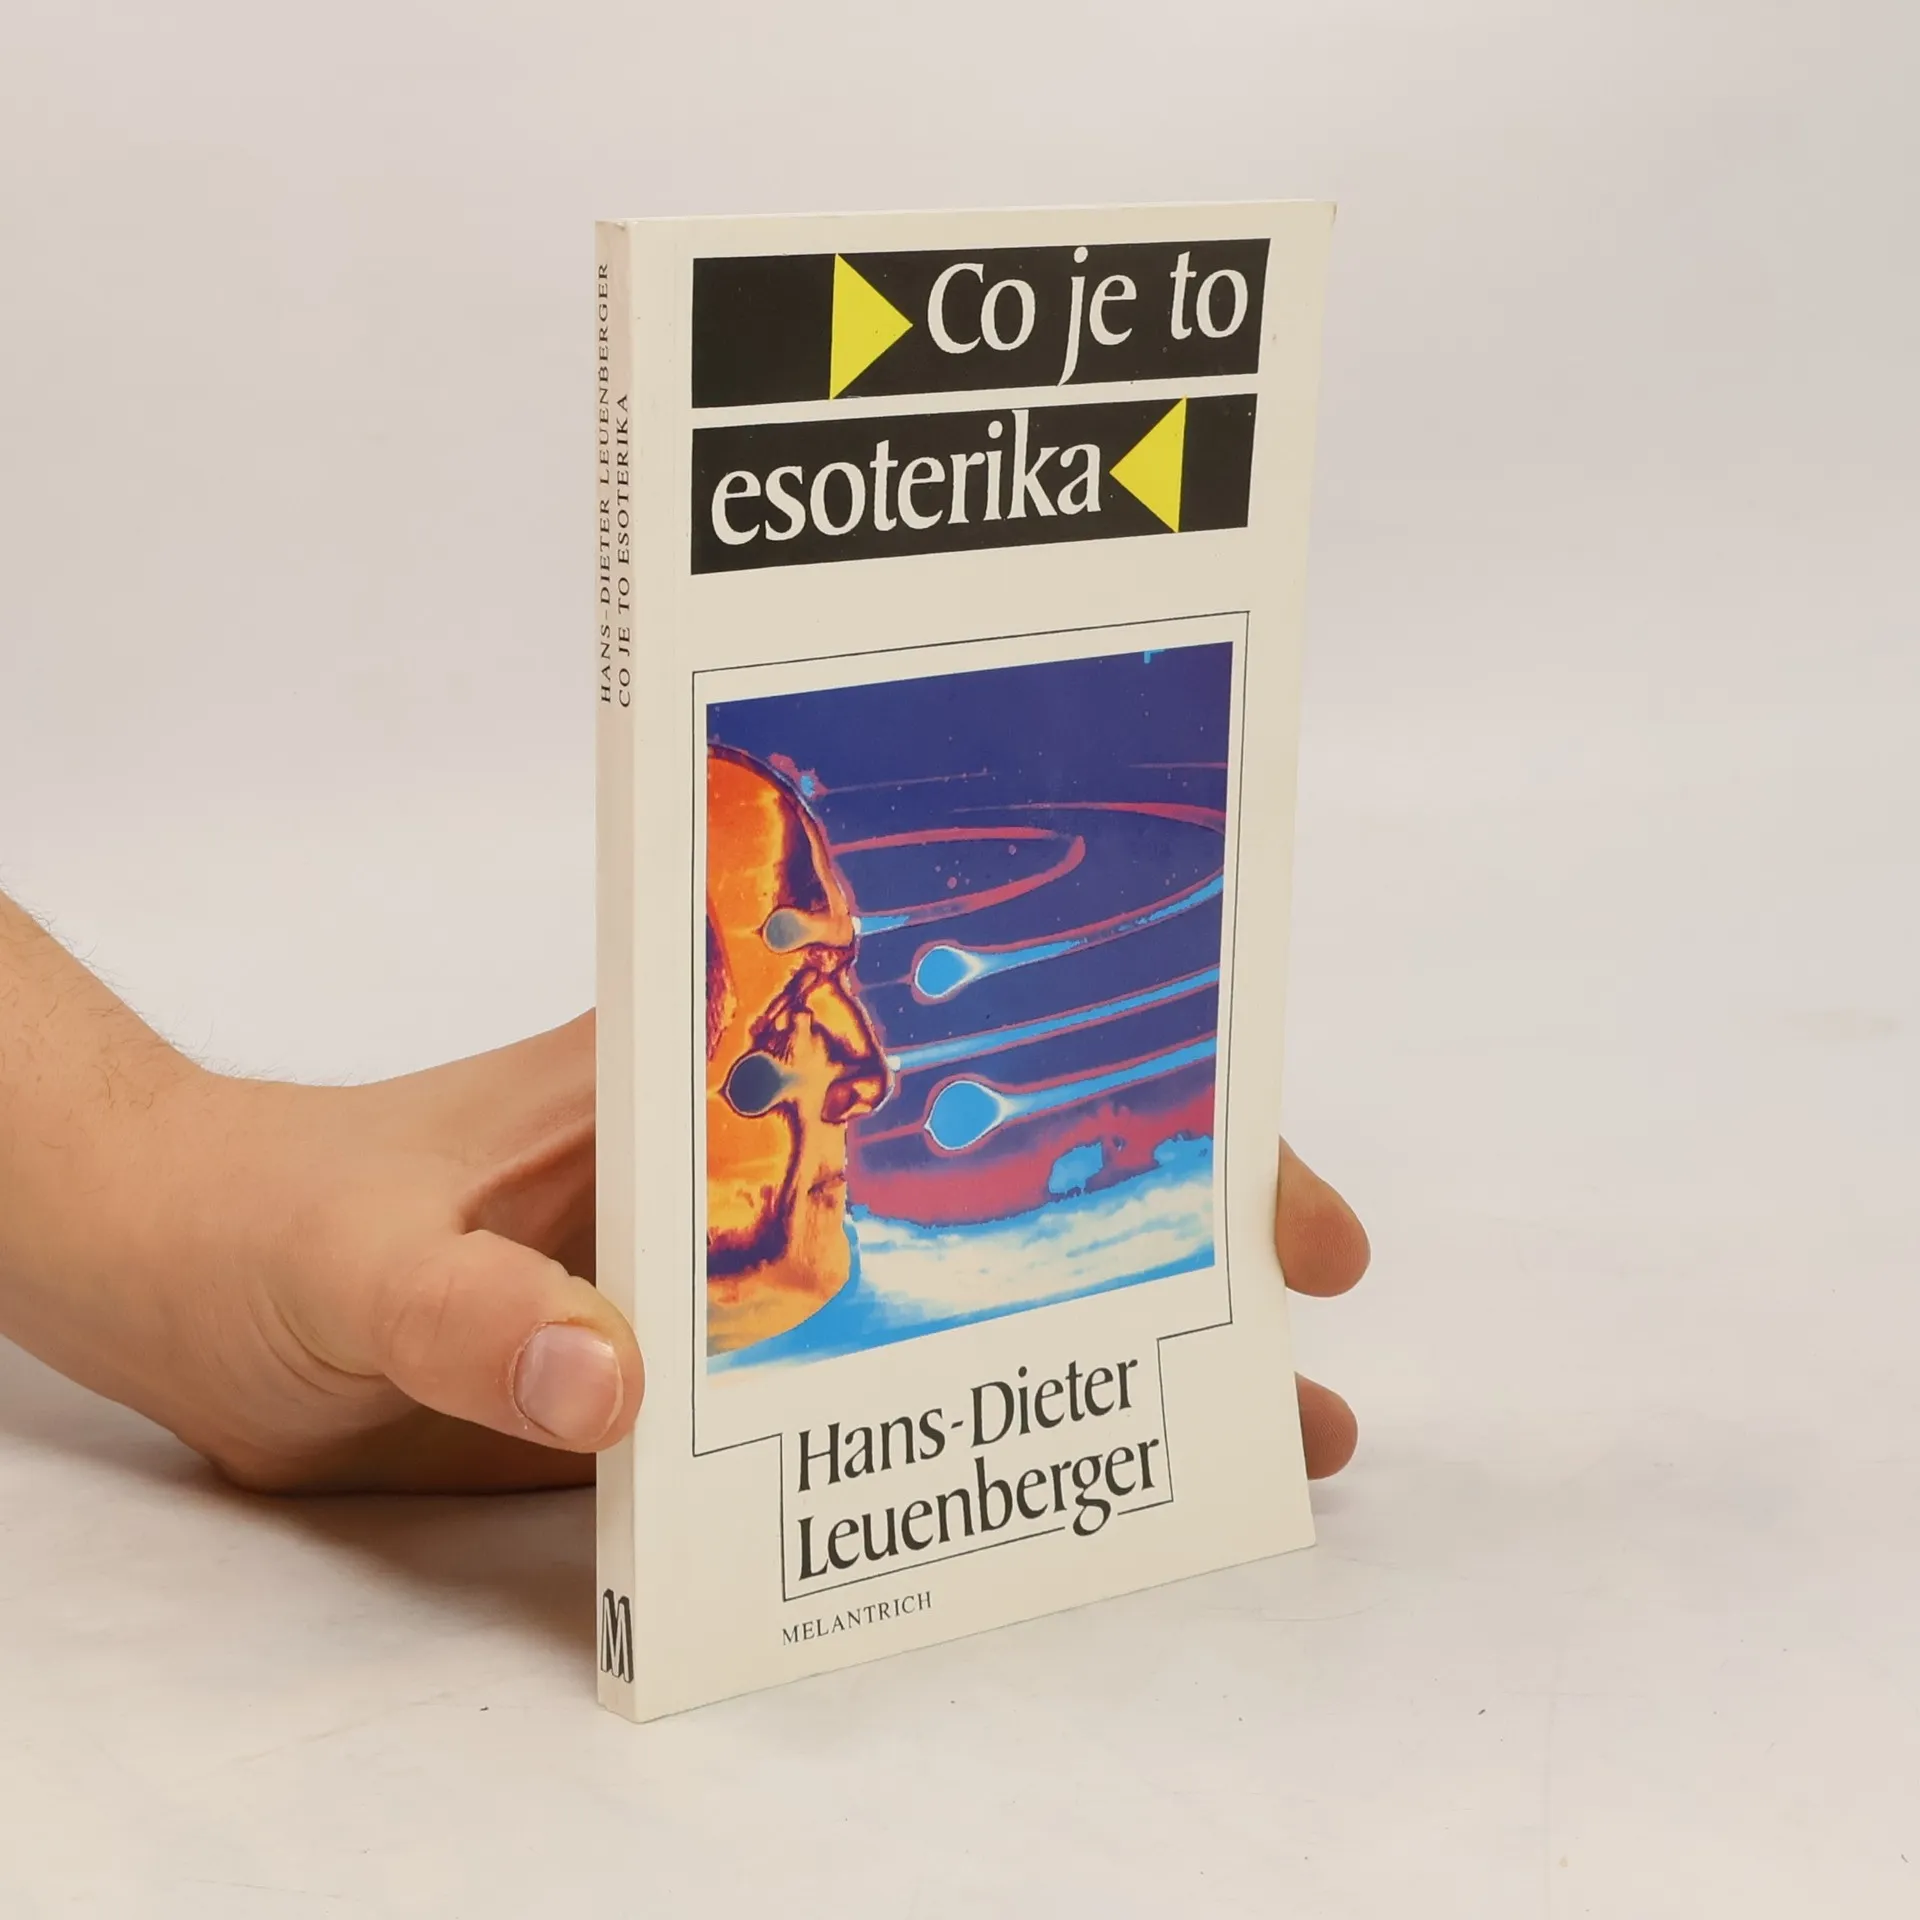 Co je to
esoterika
Hans-Dieter
Leuenberger
MELANTRICH
HANS-DIETER LEUENBERGER
CO JE TO ESOTERIKA
M